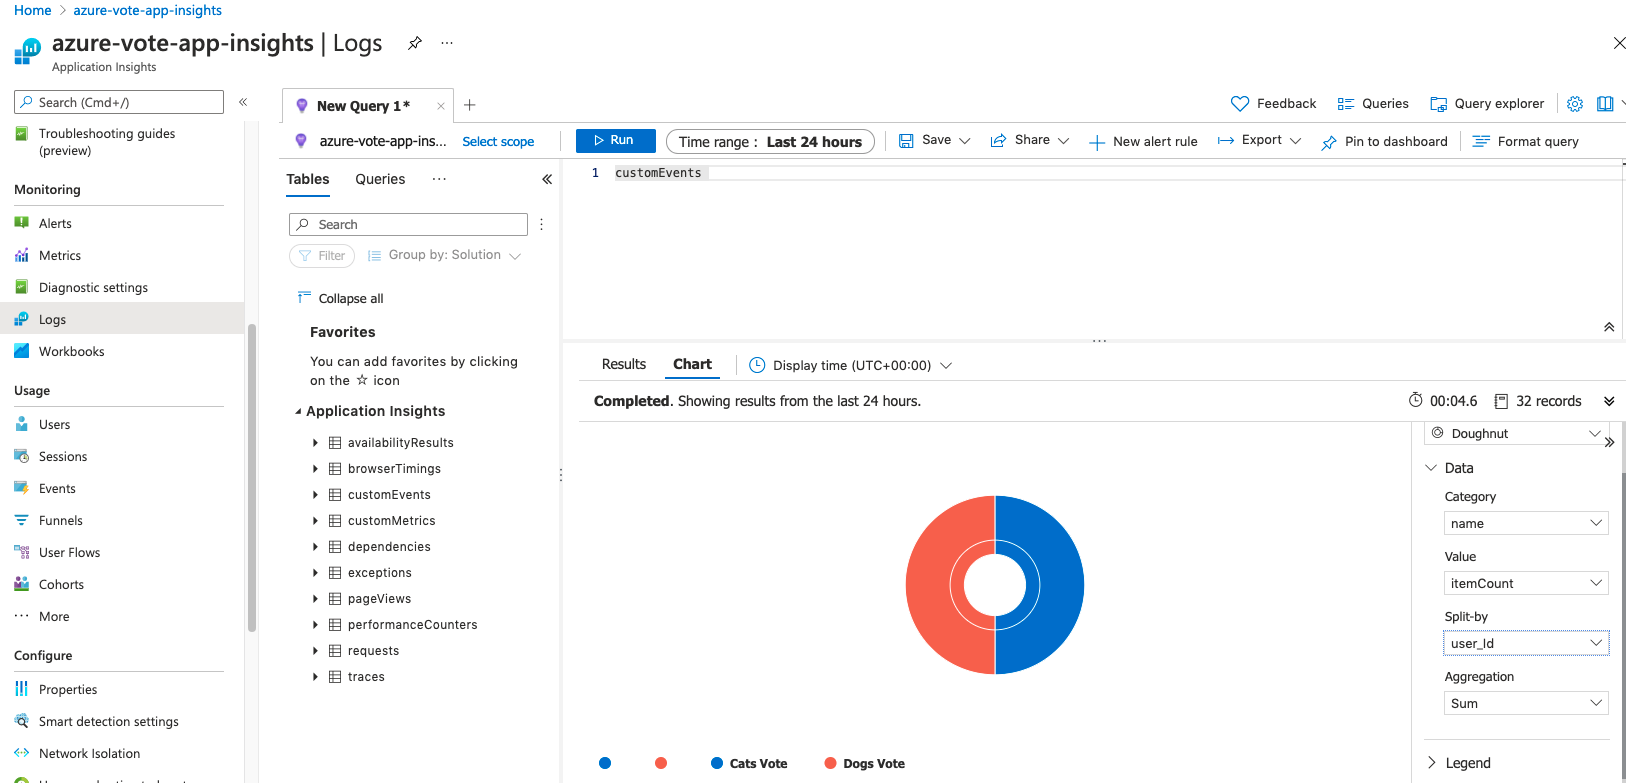 Home > azure-vote-app-insights
azure-vote-app-insights | Logs
Application Insights
Search (Cmd+/)
Troubleshooting guides
(preview)
Monitoring
Alerts
Metrics
Diagnostic settings
Logs
Workbooks
Usage
Users
Sessions
Events
Funnels
User Flows
Cohorts
More
Configure
Properties
Smart detection settings
Network Isolation
New Query 1*
Feedback
Queries
Query explorer
azure-vote-app-ins...
Select scope
Run
Time range : Last 24 hours
Save
Share
New alert rule
Export
Pin to dashboard
Format query
Tables
Queries
Search
Filter
Group by: Solution
Collapse all
Favorites
You can add favorites by clicking
on the ☆ icon
Application Insights
availabilityResults
browserTimings
customEvents
customMetrics
dependencies
exceptions
pageViews
performanceCounters
requests
traces
1 customEvents
Results
Chart
Display time (UTC+00:00)
Completed. Showing results from the last 24 hours.
00:04.6
32 records
Doughnut
Data
Category
name
Value
itemCount
Split-by
user_Id
Aggregation
Sum
Legend
Cats Vote
Dogs Vote